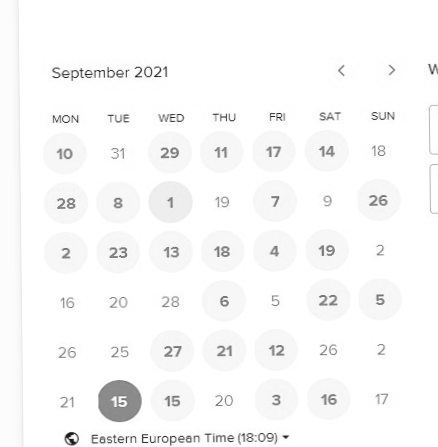 September 2021
W
MON TUE WED THU FRI SAT SUN
10 31 29 11 17 14 18
28 8 1 19 7 9 26
2 23 13 18 4 19 2
16 20 28 6 5 22 5
26 25 27 21 12 26 2
21 15 15 20 3 16 17
Eastern European Time (18:09)